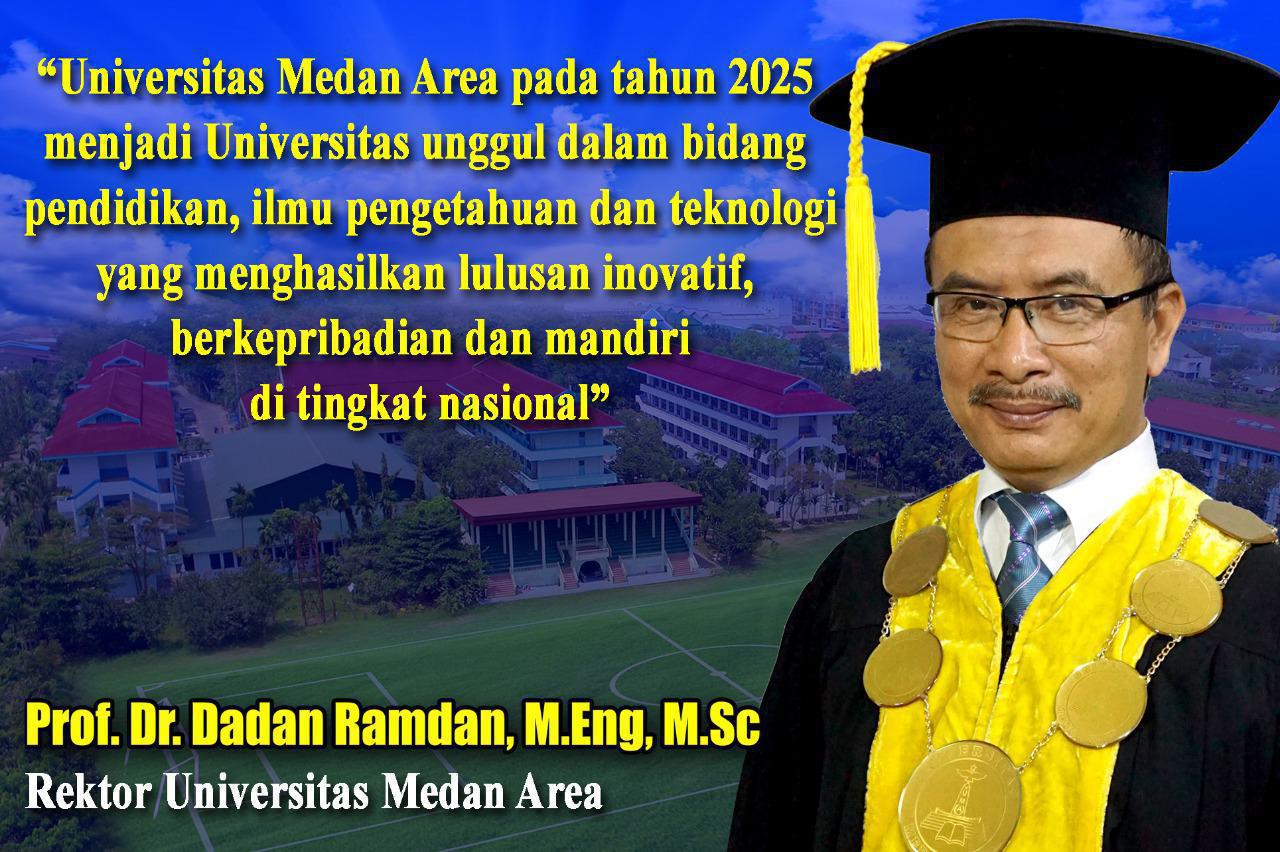 “Universitas Medan Area pada tahun 2025
menjadi Universitas unggul dalam bidang
pendidikan, ilmu pengetahuan dan teknologi
yang menghasilkan lulusan inovatif,
berkepribadian dan mandiri
di tingkat nasional”
Prof. Dr. Dadan Ramdan, M.Eng, M.Sc
Rektor Universitas Medan Area